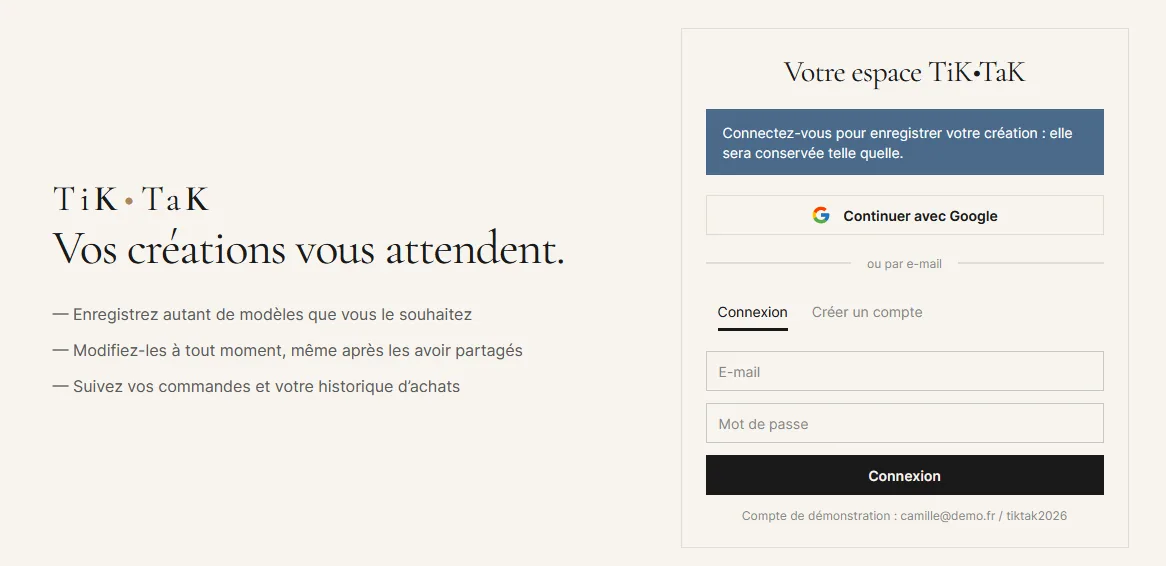 TiK•TaK
Vos créations vous attendent.
— Enregistrez autant de modèles que vous le souhaitez
— Modifiez-les à tout moment, même après les avoir partagés
— Suivez vos commandes et votre historique d’achats
Votre espace TiK•TaK
Connectez-vous pour enregistrer votre création : elle
sera conservée telle quelle.
Continuer avec Google
ou par e-mail
Connexion Créer un compte
E-mail
Mot de passe
Connexion
Compte de démonstration : camille@demo.fr / tiktak2026